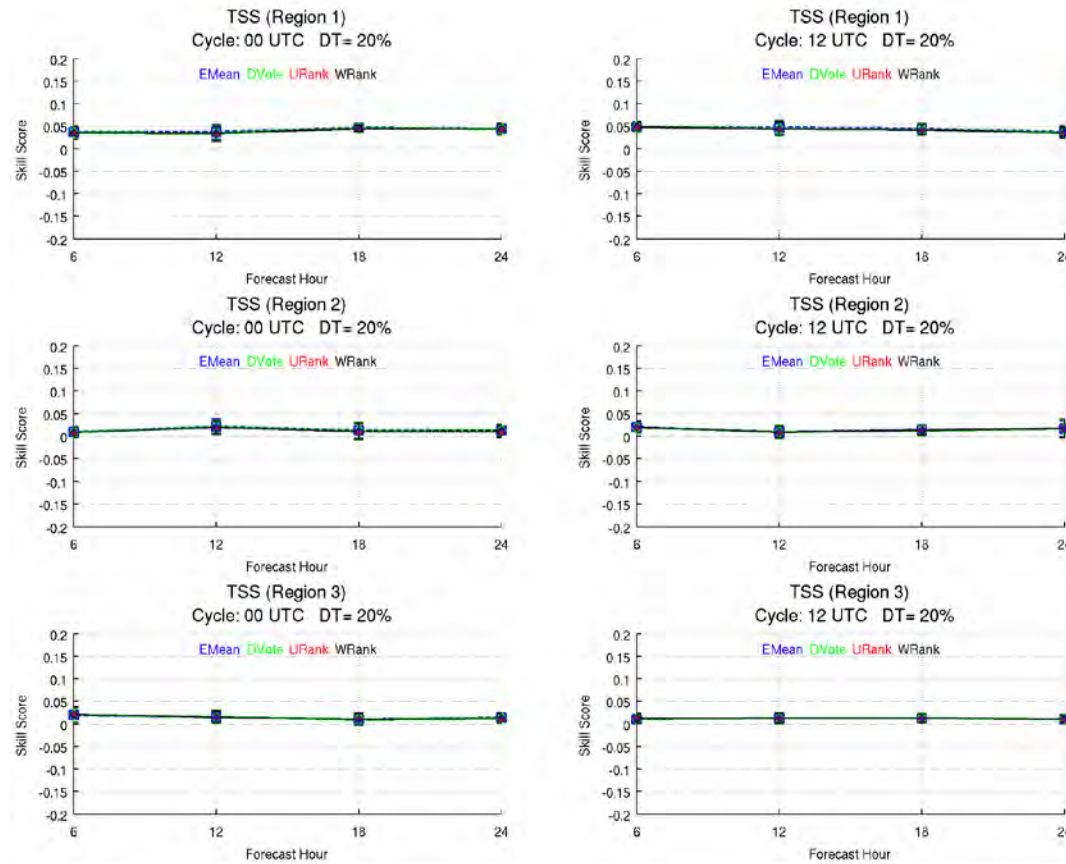 TSS (Region 1)
Cycle: 00 UTC DT= 20%
EMean DVote URank WRank
0.2
0.15
0.1
0.05
0
-0.05
-0.1
-0.15
-0.2
Skill Score
6 12 18 24
Forecast Hour
TSS (Region 1)
Cycle: 12 UTC DT= 20%
EMean DVote URank WRank
0.2
0.15
0.1
0.05
0
-0.05
-0.1
-0.15
-0.2
Skill Score
6 12 18 24
Forecast Hour
TSS (Region 2)
Cycle: 00 UTC DT= 20%
EMean DVote URank WRank
0.2
0.15
0.1
0.05
0
-0.05
-0.1
-0.15
-0.2
Skill Score
6 12 18 24
Forecast Hour
TSS (Region 2)
Cycle: 12 UTC DT= 20%
EMean DVote URank WRank
0.2
0.15
0.1
0.05
0
-0.05
-0.1
-0.15
-0.2
Skill Score
6 12 18 24
Forecast Hour
TSS (Region 3)
Cycle: 00 UTC DT= 20%
EMean DVote URank WRank
0.2
0.15
0.1
0.05
0
-0.05
-0.1
-0.15
-0.2
Skill Score
6 12 18 24
Forecast Hour
TSS (Region 3)
Cycle: 12 UTC DT= 20%
EMean DVote URank WRank
0.2
0.15
0.1
0.05
0
-0.05
-0.1
-0.15
-0.2
Skill Score
6 12 18 24
Forecast Hour